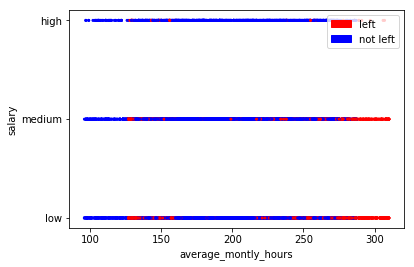 high
left
not left
salary
medium
low
100
150
200
250
300
average_montly_hours